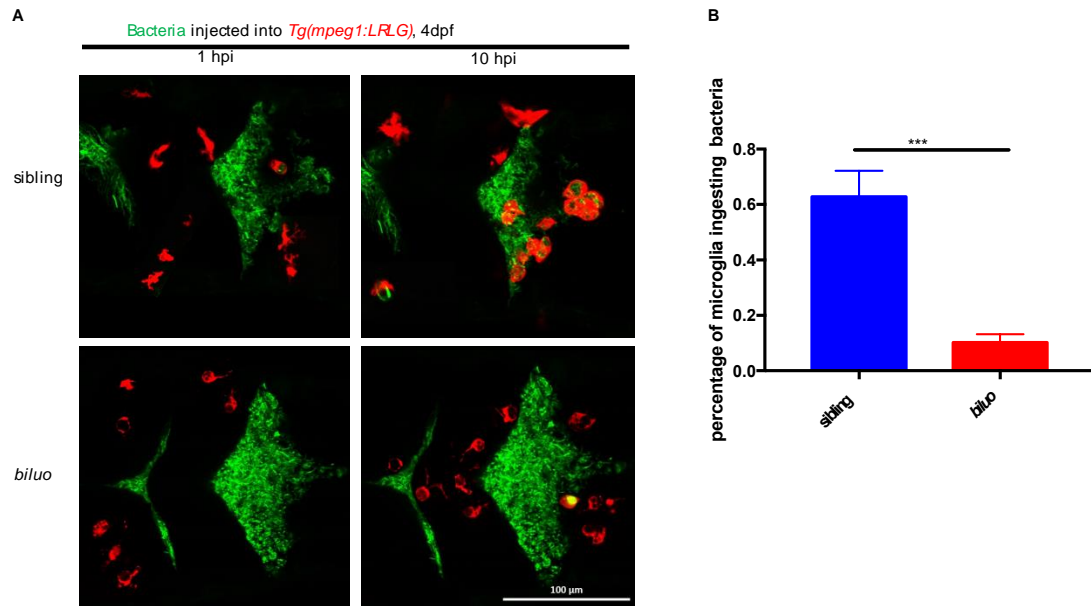 A
Bacteria injected into Tg(mpeg1:LRLG), 4dpf
1 hpi
10 hpi
sibling
biluo
100 µm
B
percentage of microglia ingesting bacteria
0.8
0.6
0.4
0.2
0.0
***
sibling
biluo